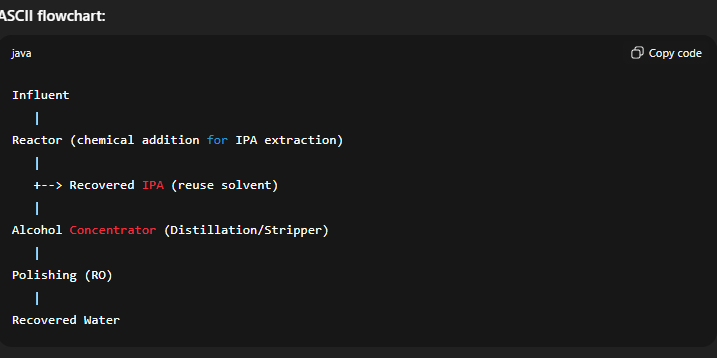 ASCII flowchart:
java
Copy code
Influent
|
Reactor (chemical addition for IPA extraction)
|
+--> Recovered IPA (reuse solvent)
|
Alcohol Concentrator (Distillation/Stripper)
|
Polishing (RO)
|
Recovered Water